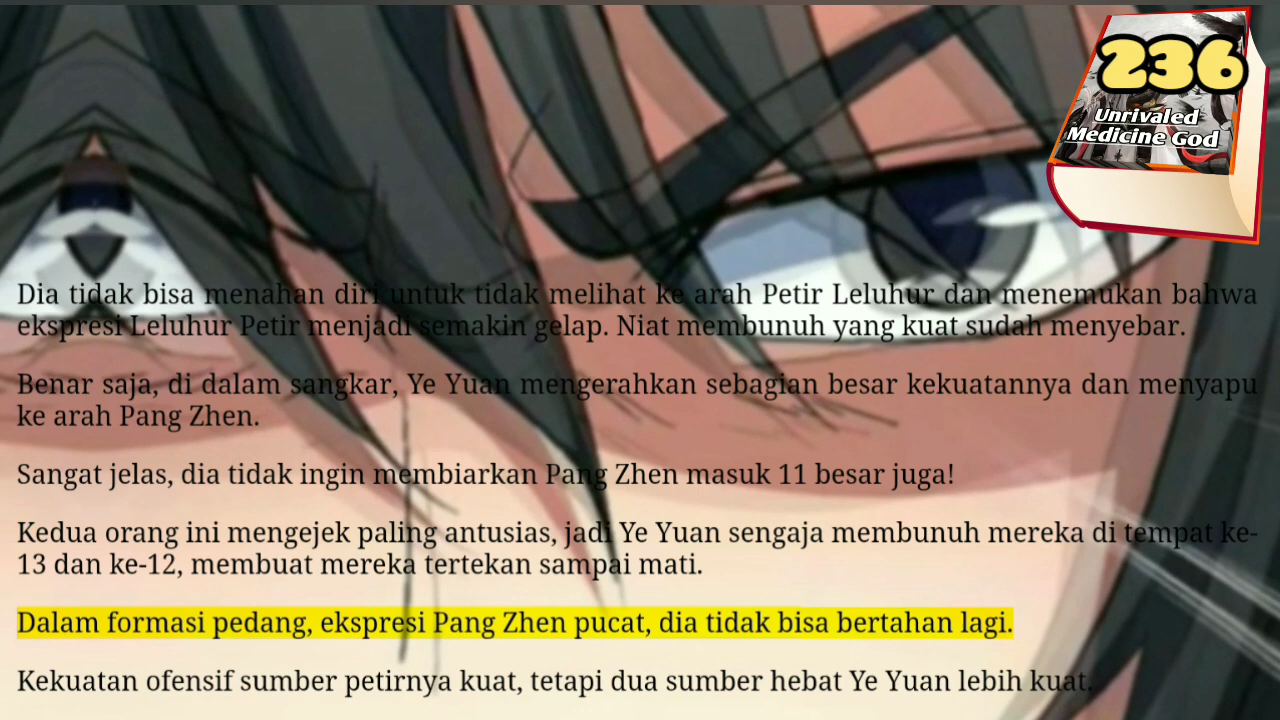 236
Unrivaled
Medicine God
Dia tidak bisa menahan diri untuk tidak melihat ke arah Petir Leluhur dan menemukan bahwa
ekspresi Leluhur Petir menjadi semakin gelap. Niat membunuh yang kuat sudah menyebar.
Benar saja, di dalam sangkar, Ye Yuan mengerahkan sebagian besar kekuatannya dan menyapu
ke arah Pang Zhen.
Sangat jelas, dia tidak ingin membiarkan Pang Zhen masuk 11 besar juga!
Kedua orang ini mengejek paling antusias, jadi Ye Yuan sengaja membunuh mereka di tempat ke-
13 dan ke-12, membuat mereka tertekan sampai mati.
Dalam formasi pedang, ekspresi Pang Zhen pucat, dia tidak bisa bertahan lagi.
Kekuatan ofensif sumber petirnya kuat, tetapi dua sumber hebat Ye Yuan lebih kuat.